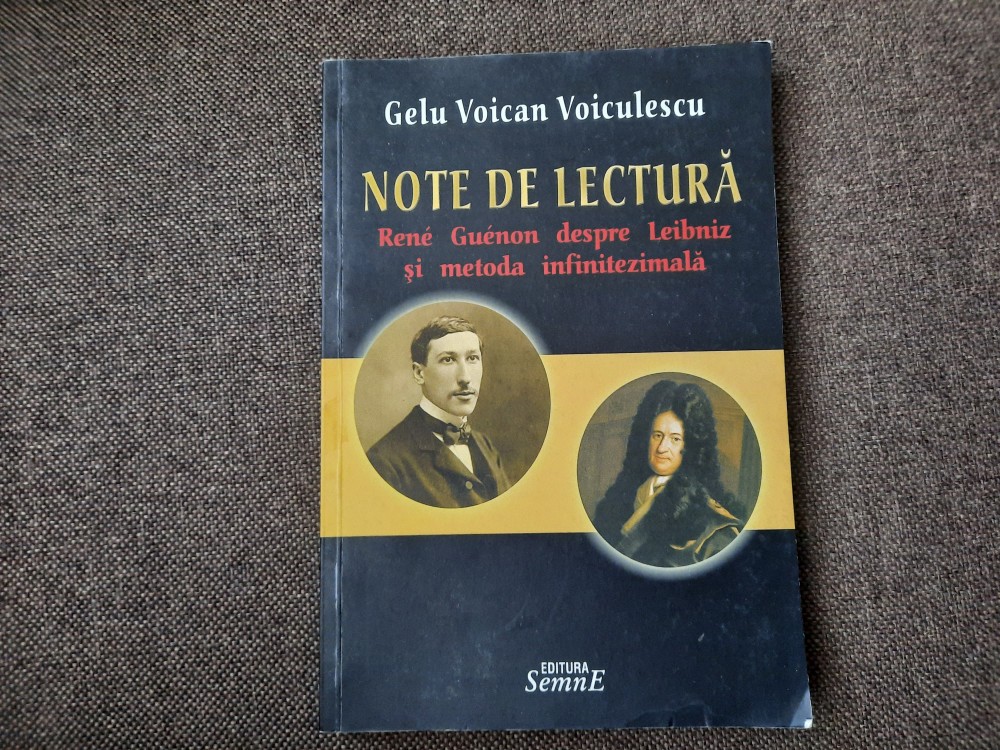 Gelu Voican Voiculescu
NOTE DE LECTURĂ
René Guénon despre Leibniz
şi metoda infinitezimală
EDITURA
SemnE